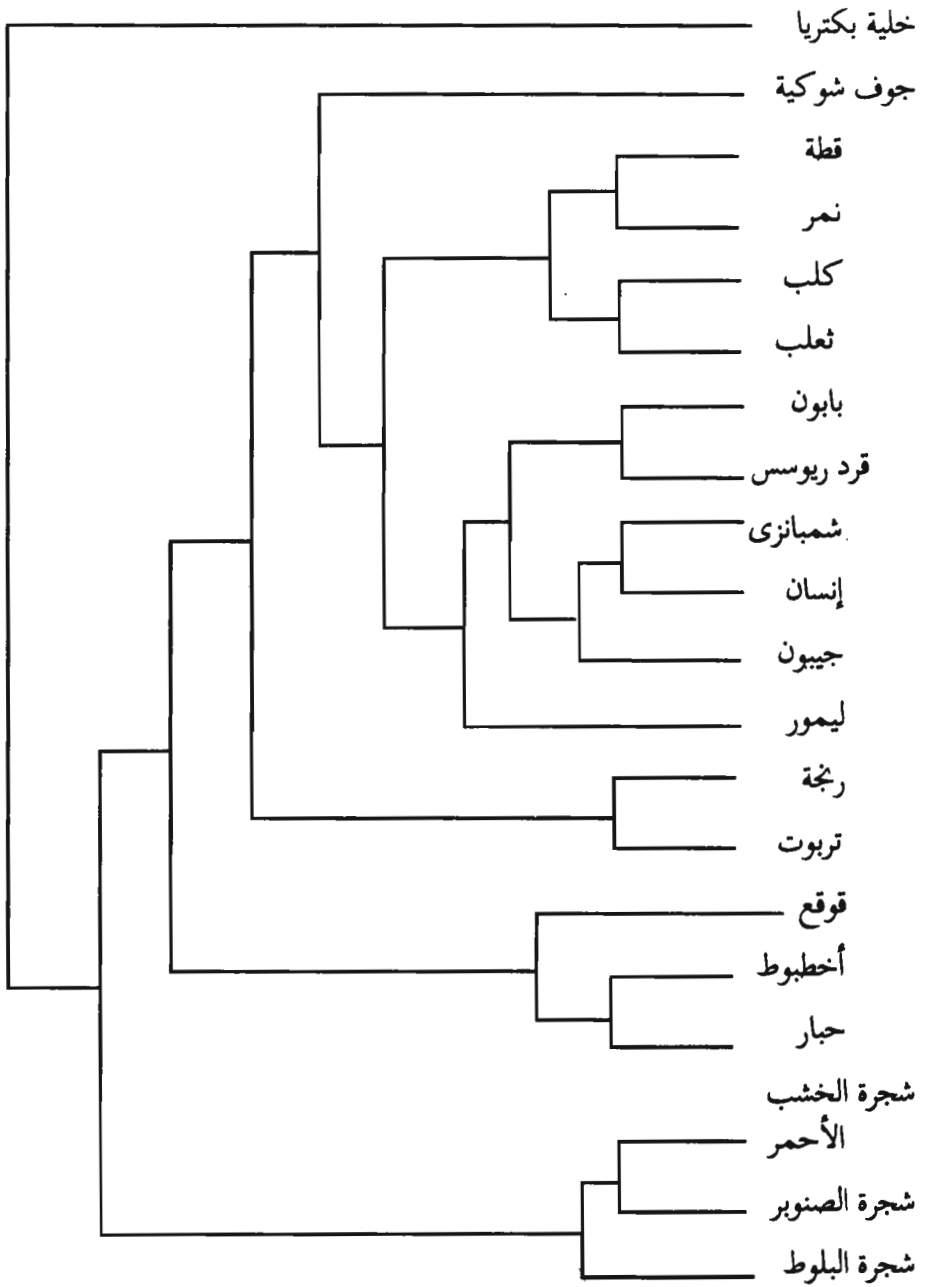 خلية بكتريا
جوف شوكية
قطة
نمر
كلب
ثعلب
بابون
قرد ريوسس
شمبانزى
إنسان
جيبون
ليمور
رنجة
تربوت
قوقع
أخطبوط
حبار
شجرة الخشب
الأحمر
شجرة الصنوبر
شجرة البلوط